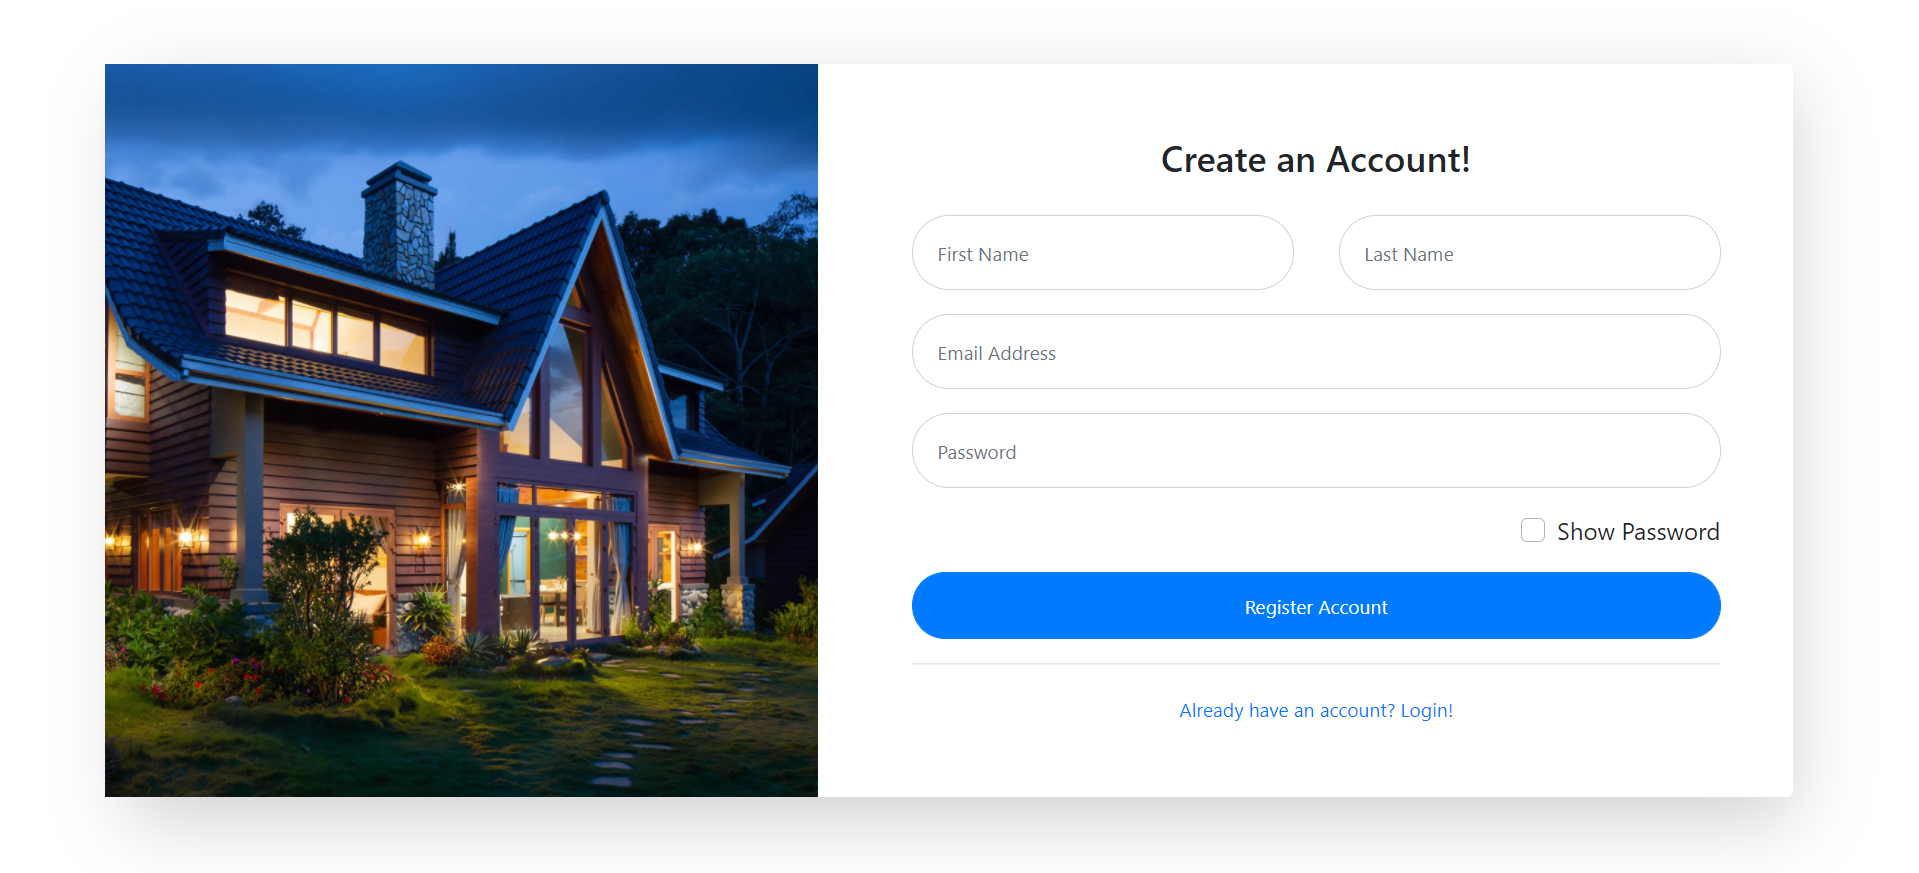 Create an Account!
First Name
Last Name
Email Address
Password
Show Password
Register Account
Already have an account? Login!